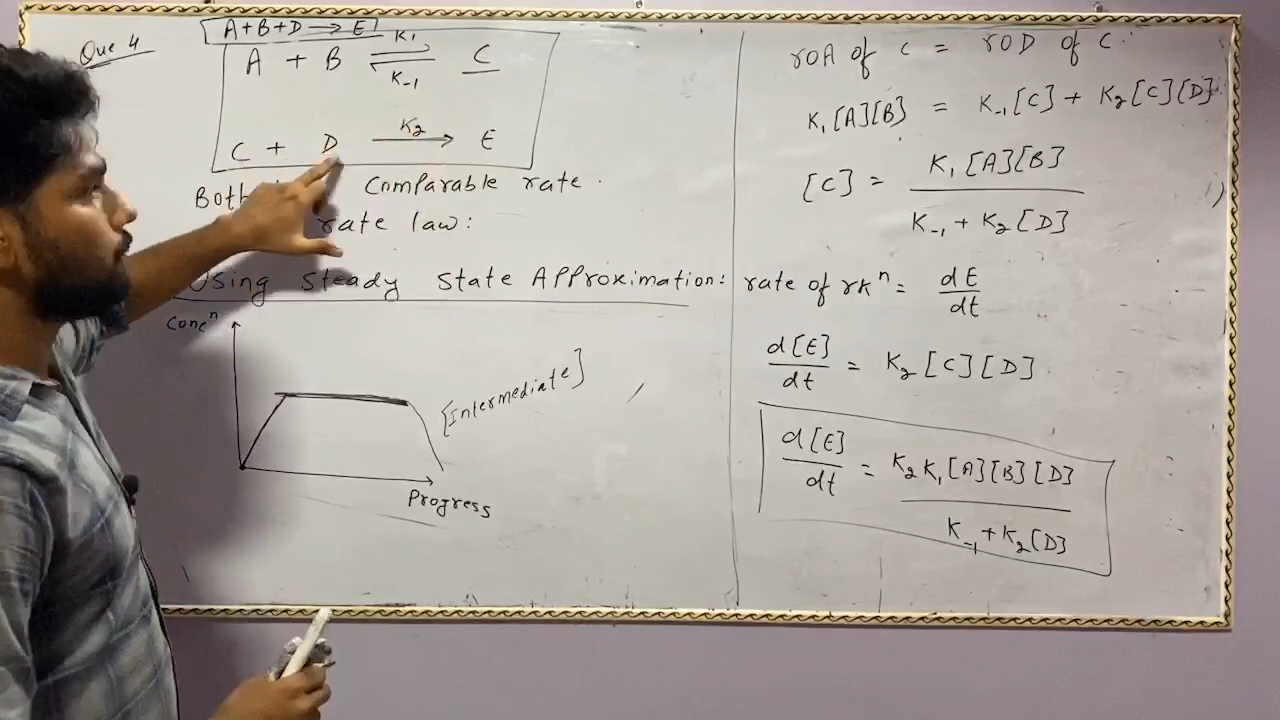 Que 4
A + B + D → E
A + B ⇌ C
K1
K-1
C + D → E
K2
Both comparable rate.
rate law:
Using Steady State Approximation:
Concⁿ
[Intermediate]
Progress
rOA of C = rOD of C.
K1[A][B] = K-1[C] + K2[C][D]
[C] = K1[A][B] / K-1 + K2[D]
rate of rxⁿ = dE/dt
d[E]/dt = K2[C][D]
d[E]/dt = K2K1[A][B][D] / K-1 + K2[D]